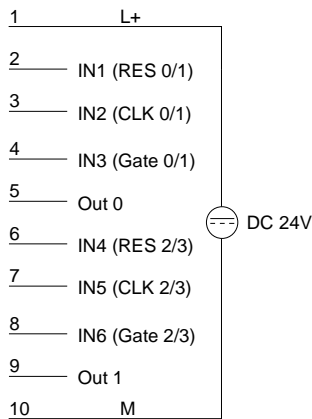 1 L+
2 IN1 (RES 0/1)
3 IN2 (CLK 0/1)
4 IN3 (Gate 0/1)
5 Out 0
DC 24V
6 IN4 (RES 2/3)
7 IN5 (CLK 2/3)
8 IN6 (Gate 2/3)
9 Out 1
10 M